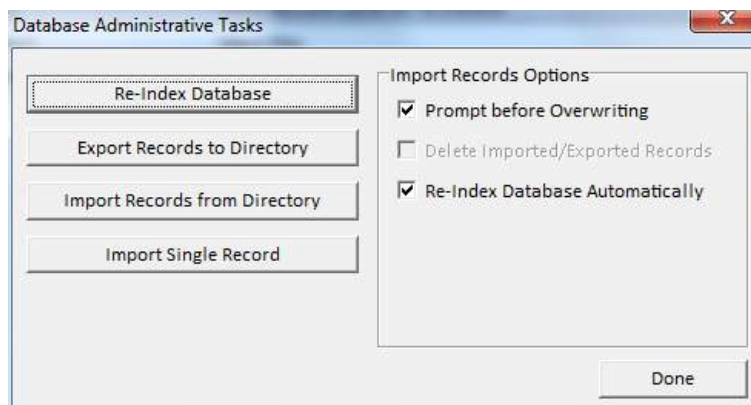 Database Administrative Tasks
Re-Index Database
Export Records to Directory
Import Records from Directory
Import Single Record
Import Records Options
Prompt before Overwriting
Delete Imported/Exported Records
Re-Index Database Automatically
Done